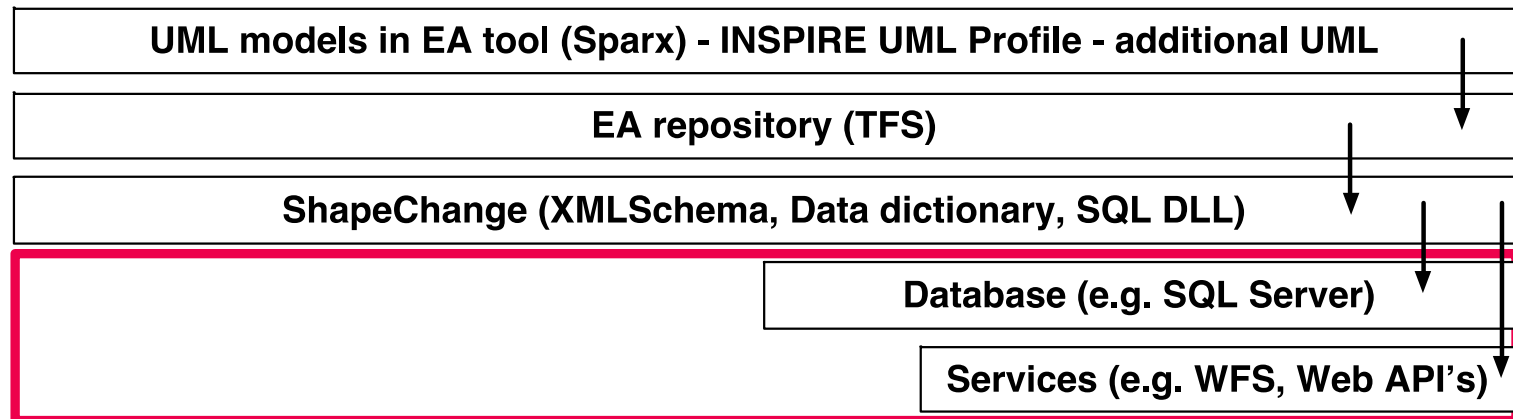 UML models in EA tool (Sparx) - INSPIRE UML Profile - additional UML
EA repository (TFS)
ShapeChange (XMLSchema, Data dictionary, SQL DLL)
Database (e.g. SQL Server)
Services (e.g. WFS, Web API’s)